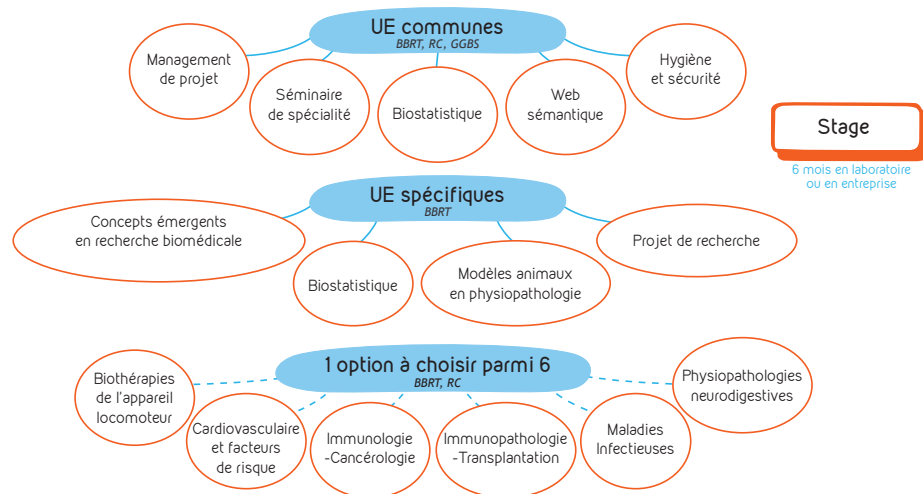 UE communes
BBRT, RC, GGBS
Management
de projet
Séminaire
de spécialité
Biostatistique
Web
sémantique
Hygiène
et sécurité
Stage
6 mois en laboratoire
ou en entreprise
UE spécifiques
BBRT
Concepts émergents
en recherche biomédicale
Biostatistique
Modèles animaux
en physiopathologie
Projet de recherche
1 option à choisir parmi 6
BBRT, RC
Biothérapies
de l'appareil
locomoteur
Cardiovasculaire
et facteurs
de risque
Immunologie
-Cancérologie
Immunopathologie
-Transplantation
Maladies
Infectieuses
Physiopathologies
neurodigestives